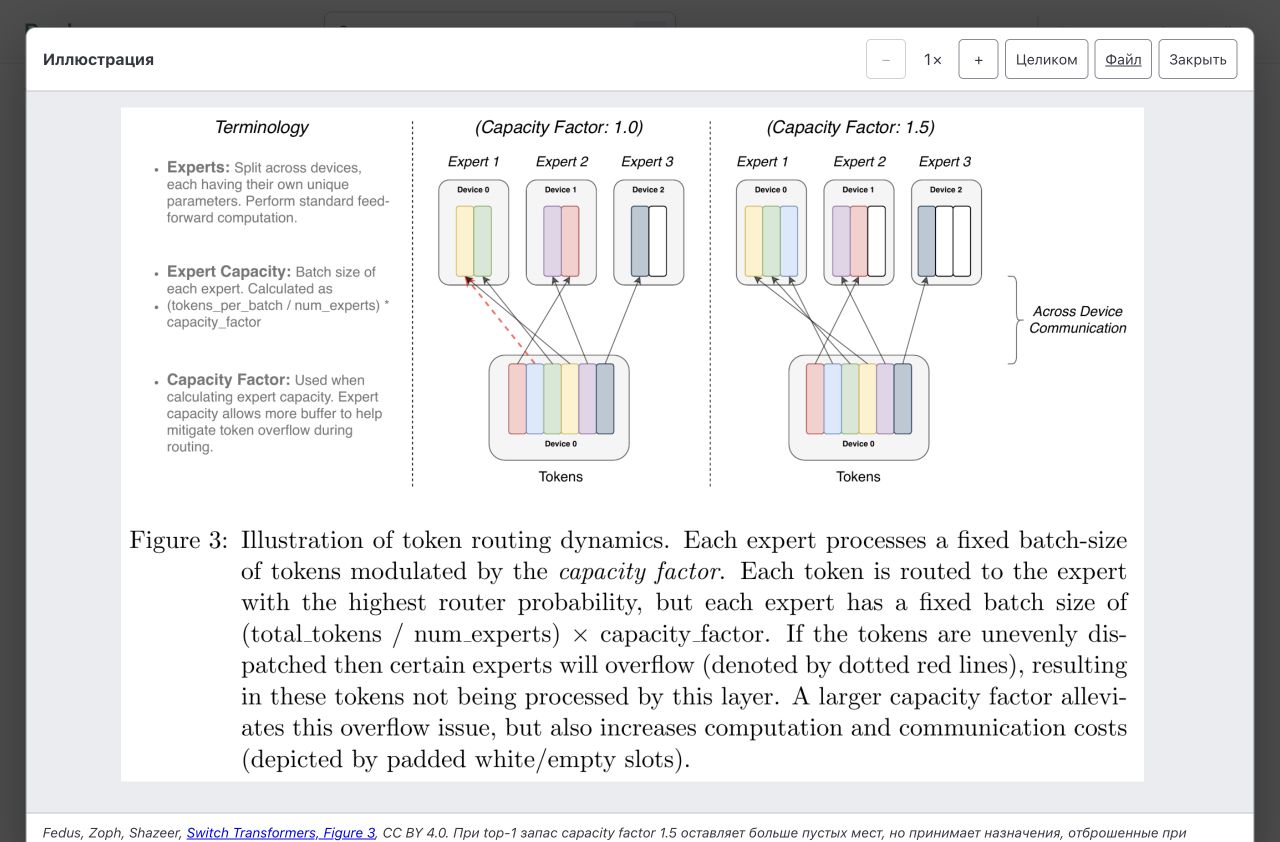 Иллюстрация
−
1×
+
Целиком
Файл
Закрыть
Terminology
• Experts: Split across devices,
each having their own unique
parameters. Perform standard feed-
forward computation.
• Expert Capacity: Batch size of
each expert. Calculated as
• (tokens_per_batch / num_experts) *
capacity_factor
• Capacity Factor: Used when
calculating expert capacity. Expert
capacity allows more buffer to help
mitigate token overflow during
routing.
(Capacity Factor: 1.0)
Expert 1
Expert 2
Expert 3
Device 0
Device 1
Device 2
Device 0
Tokens
(Capacity Factor: 1.5)
Expert 1
Expert 2
Expert 3
Device 0
Device 1
Device 2
Device 0
Tokens
Across Device
Communication
Figure 3: Illustration of token routing dynamics. Each expert processes a fixed batch-size
of tokens modulated by the capacity factor. Each token is routed to the expert
with the highest router probability, but each expert has a fixed batch size of
(total_tokens / num_experts) × capacity_factor. If the tokens are unevenly dis-
patched then certain experts will overflow (denoted by dotted red lines), resulting
in these tokens not being processed by this layer. A larger capacity factor allevi-
ates this overflow issue, but also increases computation and communication costs
(depicted by padded white/empty slots).
Fedus, Zoph, Shazeer, Switch Transformers, Figure 3, CC BY 4.0. При top-1 запас capacity factor 1.5 оставляет больше пустых мест, но принимает назначения, отброшенные при